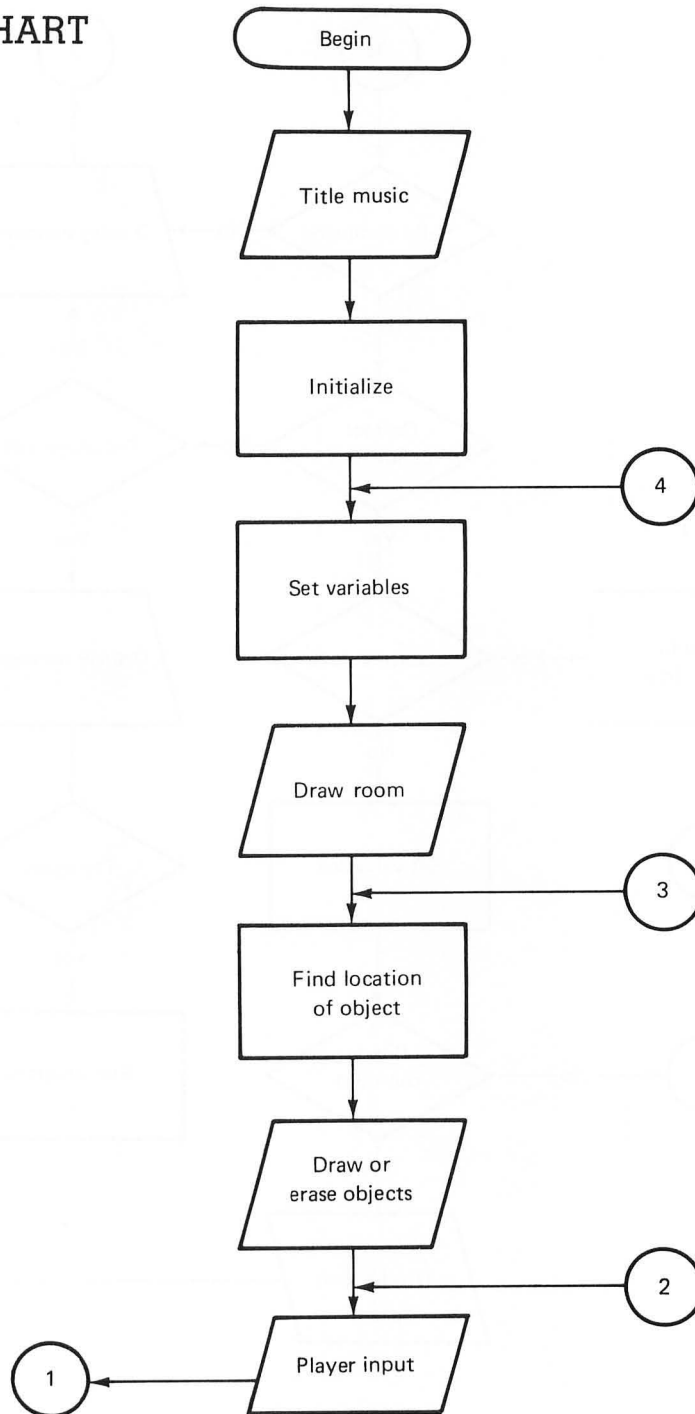 HART
Begin
Title music
Initialize
4
Set variables
Draw room
3
Find location
of object
Draw or
erase objects
2
Player input
1